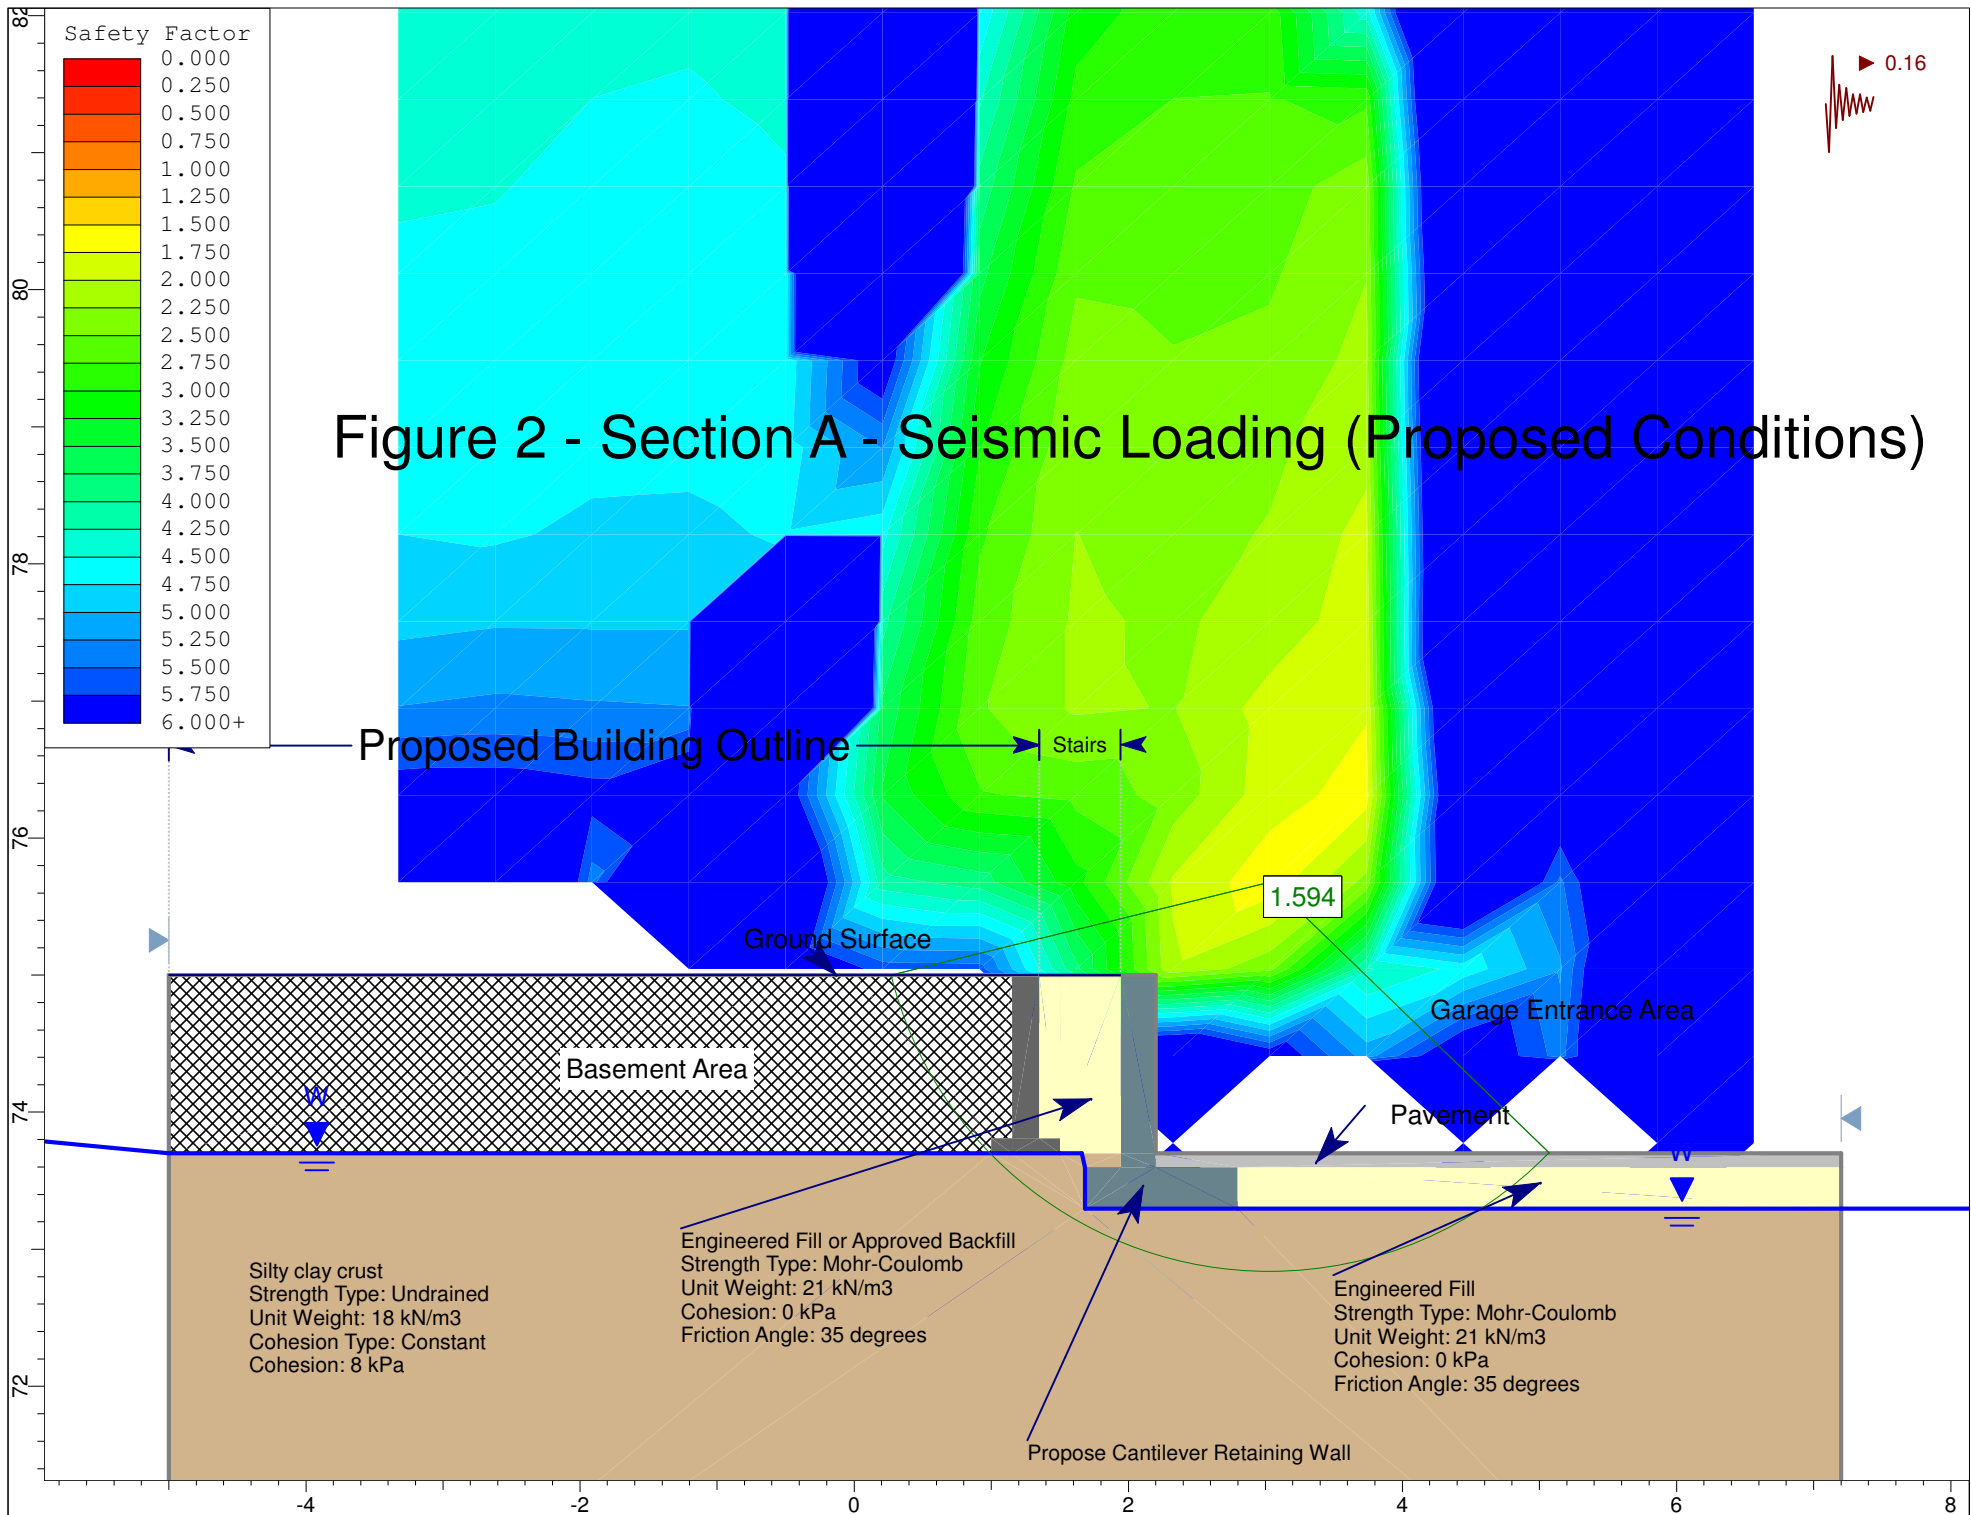 Safety Factor
0.000
0.250
0.500
0.750
1.000
1.250
1.500
1.750
2.000
2.250
2.500
2.750
3.000
3.250
3.500
3.750
4.000
4.250
4.500
4.750
5.000
5.250
5.500
5.750
6.000+
0.16
Figure 2 - Section A - Seismic Loading (Proposed Conditions)
Proposed Building Outline
Stairs
1.594
Ground Surface
Garage Entrance Area
Basement Area
Pavement
W
W
Engineered Fill or Approved Backfill
Strength Type: Mohr-Coulomb
Unit Weight: 21 kN/m3
Cohesion: 0 kPa
Friction Angle: 35 degrees
Silty clay crust
Strength Type: Undrained
Unit Weight: 18 kN/m3
Cohesion Type: Constant
Cohesion: 8 kPa
Engineered Fill
Strength Type: Mohr-Coulomb
Unit Weight: 21 kN/m3
Cohesion: 0 kPa
Friction Angle: 35 degrees
Propose Cantilever Retaining Wall
82
80
78
76
74
72
-4
-2
0
2
4
6
8